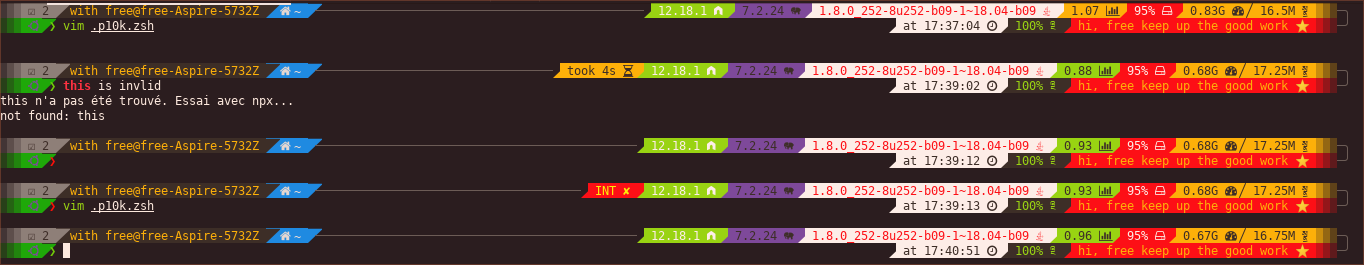 2 with free@free-Aspire-5732Z ~ 12.18.1 7.2.24 1.8.0_252-8u252-b09-1~18.04-b09 1.07 95% 0.83G / 16.5M
❯ vim .p10k.zsh at 17:37:04 100% hi, free keep up the good work ⭐
2 with free@free-Aspire-5732Z ~ took 4s 12.18.1 7.2.24 1.8.0_252-8u252-b09-1~18.04-b09 0.88 95% 0.68G / 17.25M
❯ this is invlid at 17:39:02 100% hi, free keep up the good work ⭐
this n'a pas été trouvé. Essai avec npx...
not found: this
2 with free@free-Aspire-5732Z ~ 12.18.1 7.2.24 1.8.0_252-8u252-b09-1~18.04-b09 0.93 95% 0.68G / 17.25M
❯ at 17:39:12 100% hi, free keep up the good work ⭐
2 with free@free-Aspire-5732Z ~ INT ✘ 12.18.1 7.2.24 1.8.0_252-8u252-b09-1~18.04-b09 0.93 95% 0.68G / 17.25M
❯ vim .p10k.zsh at 17:39:13 100% hi, free keep up the good work ⭐
2 with free@free-Aspire-5732Z ~ 12.18.1 7.2.24 1.8.0_252-8u252-b09-1~18.04-b09 0.96 95% 0.67G / 16.75M
❯ at 17:40:51 100% hi, free keep up the good work ⭐